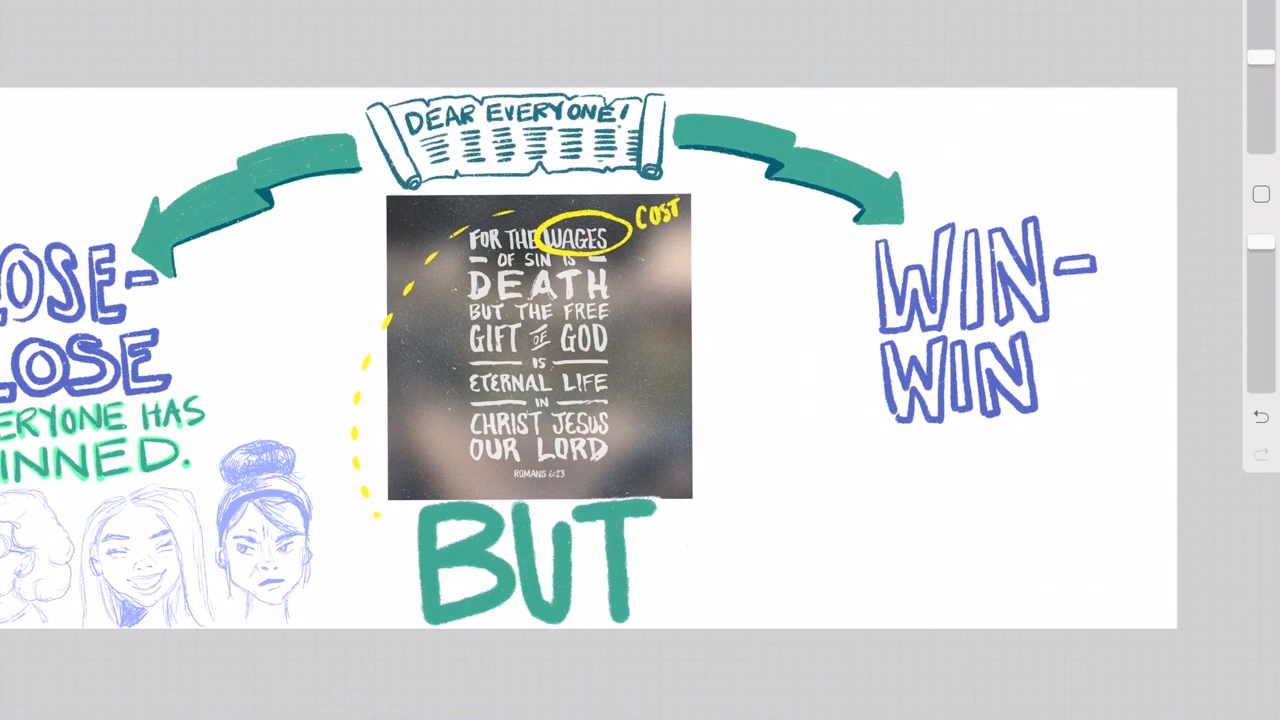 DEAR EVERYONE!
COST
FOR THE WAGES
OF SIN IS
DEATH
BUT THE FREE
GIFT OF GOD
IS
ETERNAL LIFE
IN
CHRIST JESUS
OUR LORD
ROMANS 6:23
BUT
OSE-
LOSE
ERYONE HAS
INNED.
WIN-
WIN